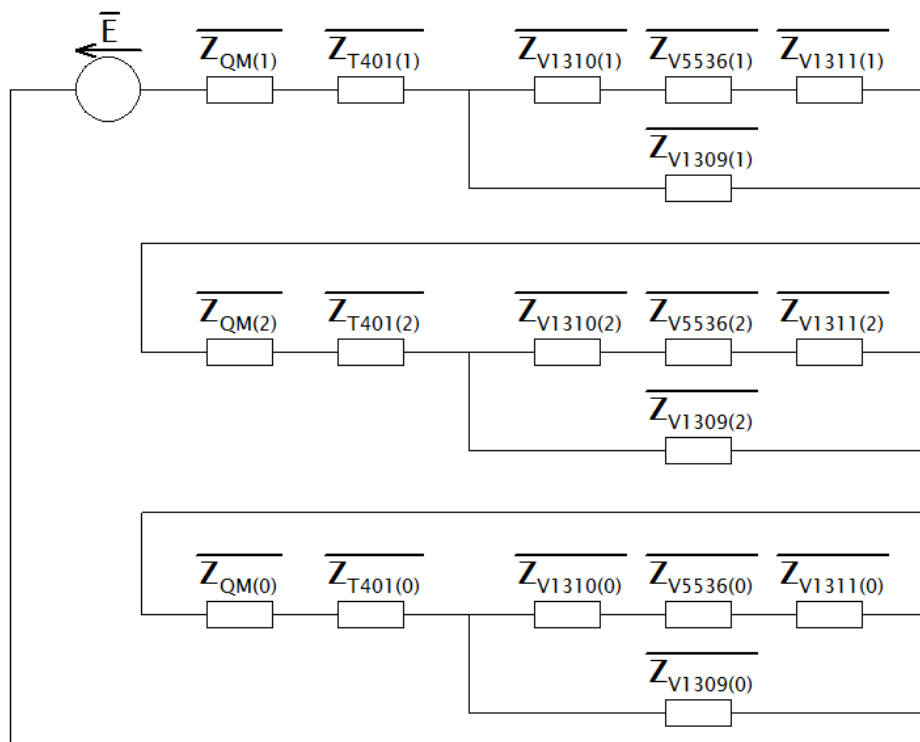 E
Z QM(1) Z T401(1) Z V1310(1) Z V5536(1) Z V1311(1)
Z V1309(1)
Z QM(2) Z T401(2) Z V1310(2) Z V5536(2) Z V1311(2)
Z V1309(2)
Z QM(0) Z T401(0) Z V1310(0) Z V5536(0) Z V1311(0)
Z V1309(0)